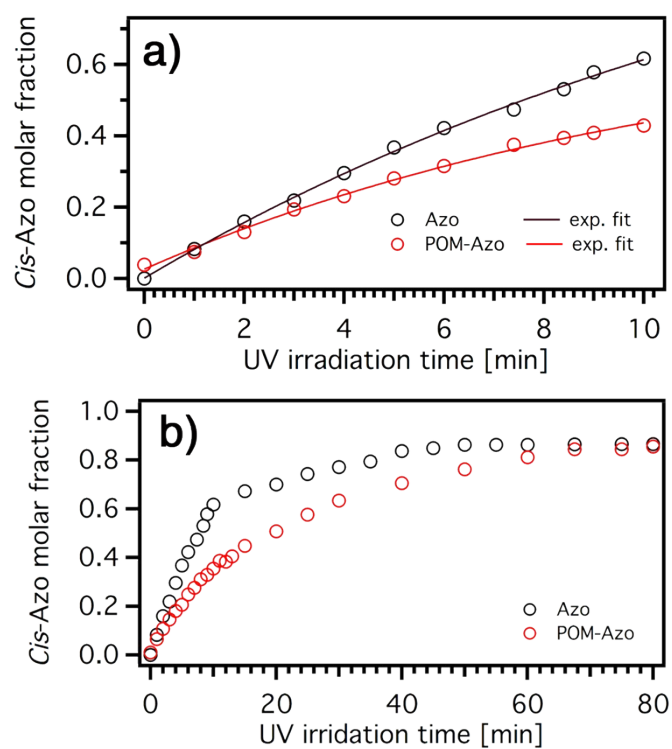 a)
Cis-Azo molar fraction
0.6
0.4
0.2
0.0
Azo exp. fit
POM-Azo exp. fit
0 2 4 6 8 10
UV irradiation time [min]
b)
Cis-Azo molar fraction
1.0
0.8
0.6
0.4
0.2
0.0
Azo
POM-Azo
0 20 40 60 80
UV irridation time [min]